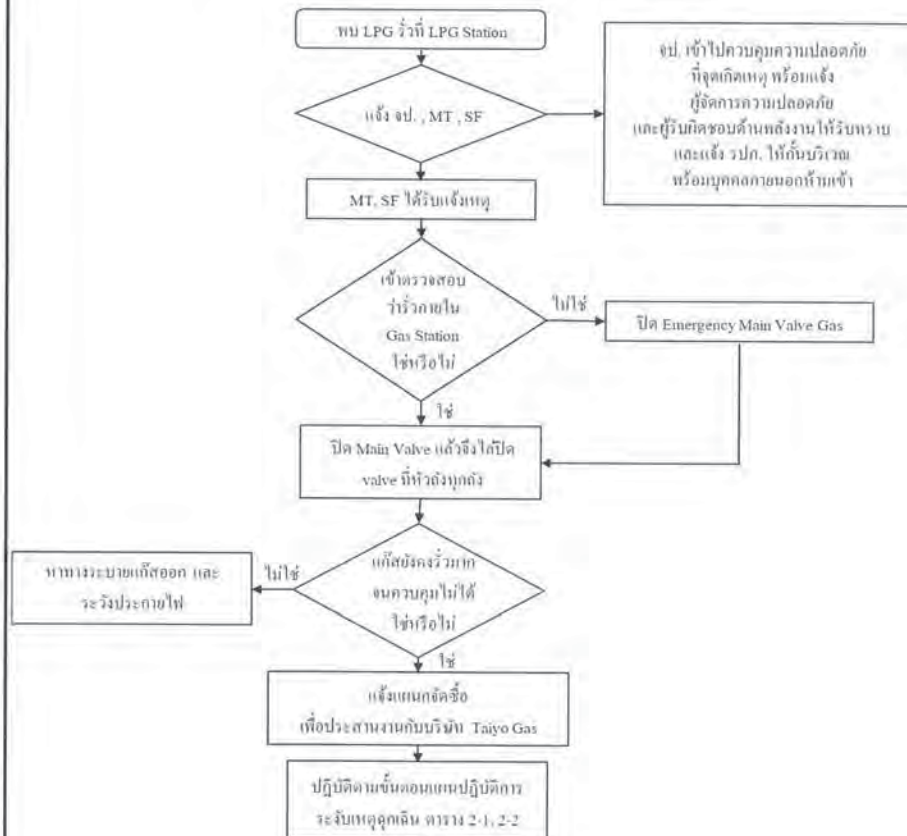 พบ LPG รั่วที่ LPG Station
แจ้ง จป. , MT , SF
จป. เข้าไปควบคุมความปลอดภัย
ที่จุดเกิดเหตุ พร้อมแจ้ง
ผู้จัดการความปลอดภัย
และผู้รับผิดชอบด้านพลังงานให้รับทราบ
และแจ้ง รปภ. ให้กั้นบริเวณ
พร้อมบุคคลภายนอกห้ามเข้า
MT, SF ได้รับแจ้งเหตุ
เข้าตรวจสอบ
ว่ารั่วภายใน
Gas Station
ใช่หรือไม่
ไม่ใช่
ปิด Emergency Main Valve Gas
ใช่
ปิด Main Valve แล้วจึงไล่ปิด
valve ที่หัวถังทุกถัง
แก๊สยังคงรั่วมาก
จนควบคุมไม่ได้
ใช่หรือไม่
ไม่ใช่
หาทางระบายแก๊สออก และ
ระวังประกายไฟ
ใช่
แจ้งแผนกจัดซื้อ
เพื่อประสานงานกับบริษัท Taiyo Gas
ปฏิบัติตามขั้นตอนแผนปฏิบัติการ
ระงับเหตุฉุกเฉิน ตาราง 2-1, 2-2